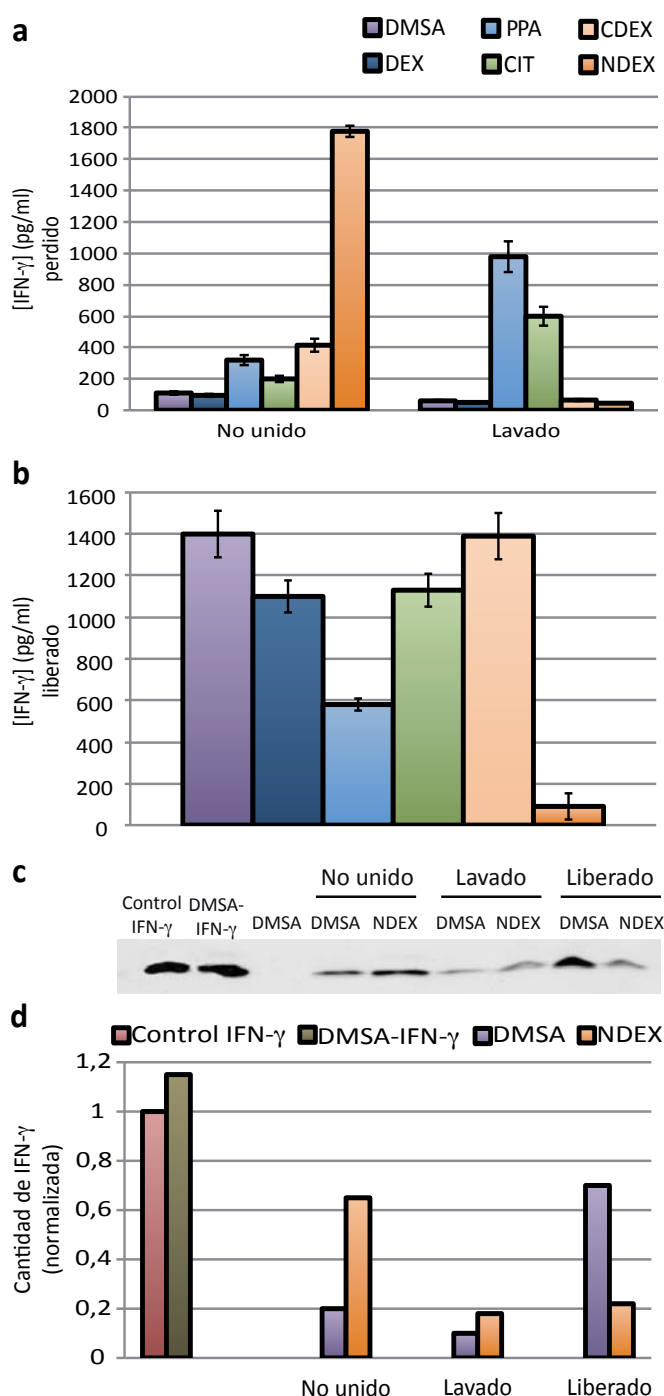 a
DMSA PPA CDEX
DEX CIT NDEX
[IFN-γ] (pg/ml)
perdido
2000
1800
1600
1400
1200
1000
800
600
400
200
0
No unido Lavado
b
[IFN-γ] (pg/ml)
liberado
1600
1400
1200
1000
800
600
400
200
0
c
No unido Lavado Liberado
Control
IFN-γ
DMSA-
IFN-γ
DMSA DMSA NDEX DMSA NDEX DMSA NDEX
d
Control IFN-γ DMSA-IFN-γ DMSA NDEX
Cantidad de IFN-γ
(normalizada)
1,2
1
0,8
0,6
0,4
0,2
0
No unido Lavado Liberado